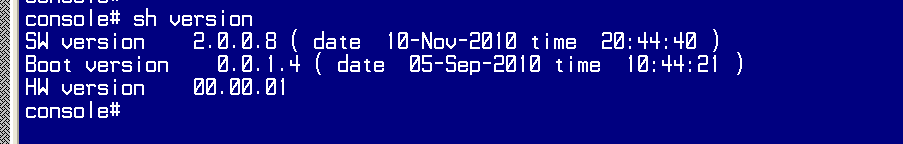 console# sh version
SW version    2.0.0.8 ( date  10-Nov-2010 time  20:44:40 )
Boot version    0.0.1.4 ( date  05-Sep-2010 time  10:44:21 )
HW version    00.00.01
console#